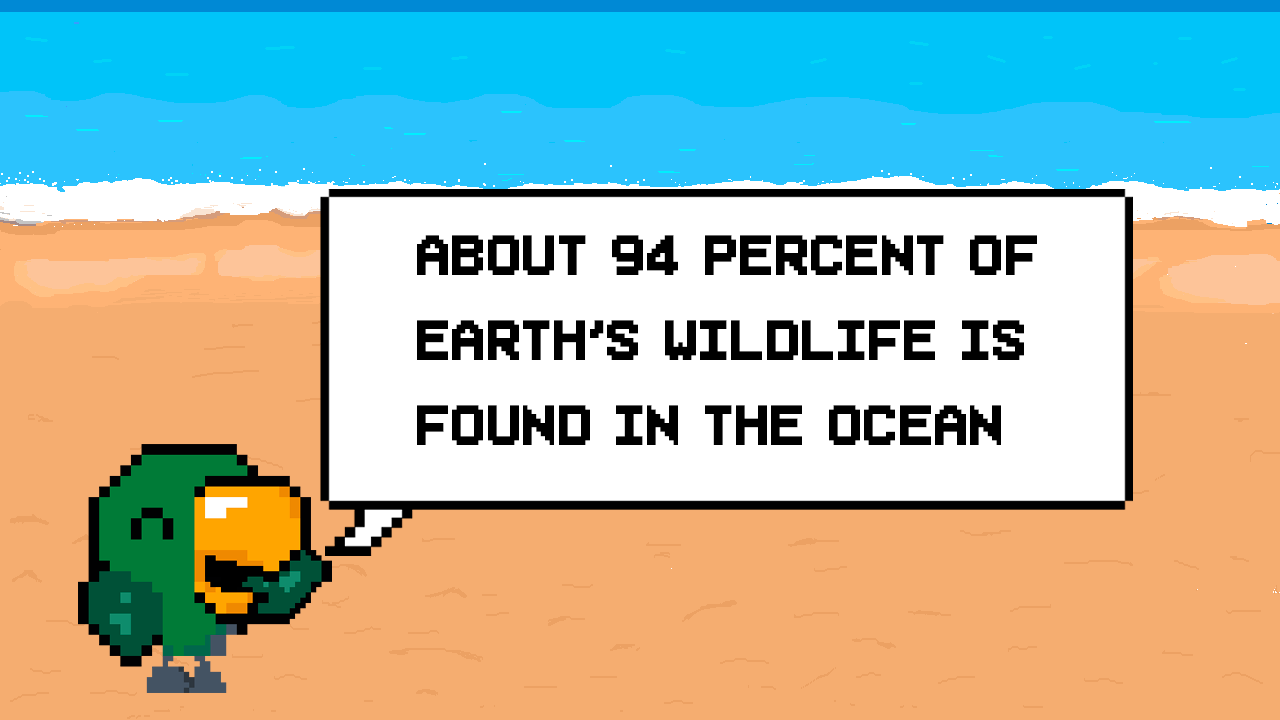 ABOUT 94 PERCENT OF
EARTH'S WILDLIFE IS
FOUND IN THE OCEAN